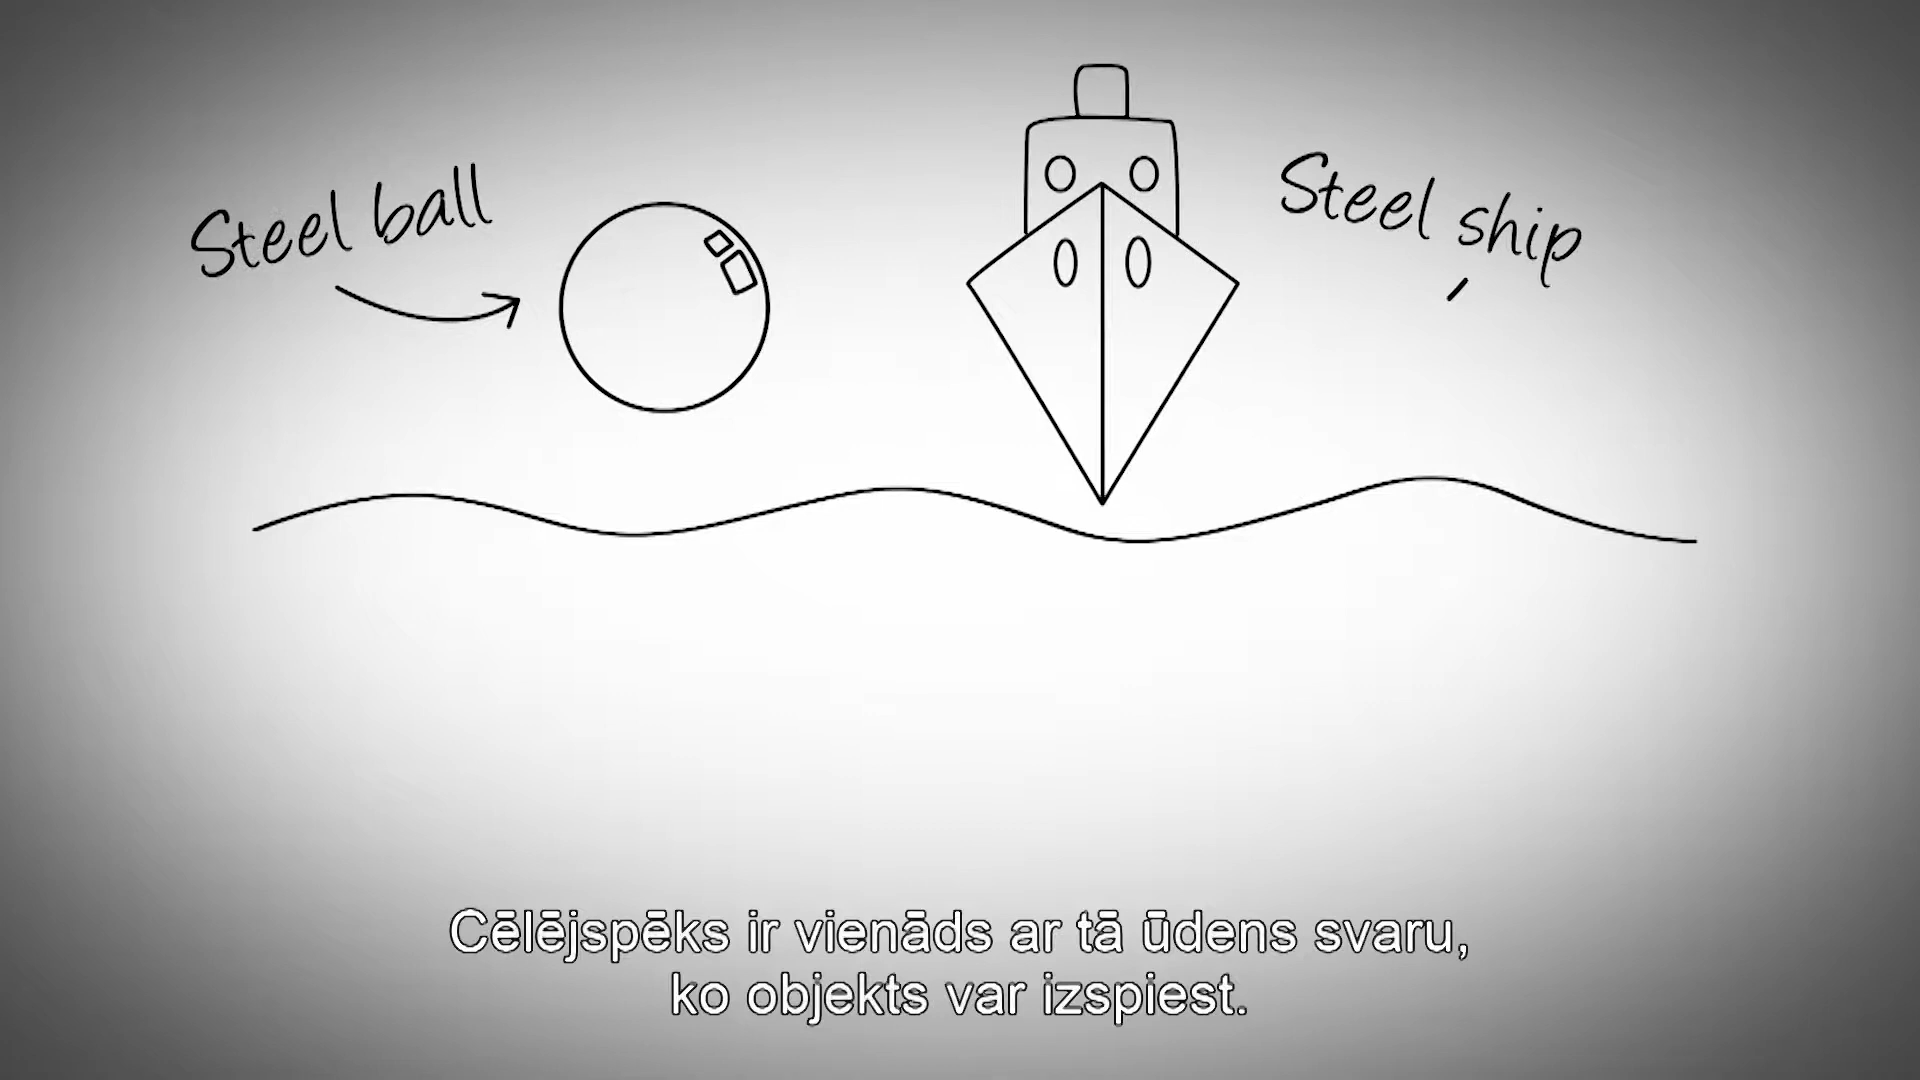 Steel ball
Steel ship
Cēlējspēks ir vienāds ar tā ūdens svaru,
ko objekts var izspiest.